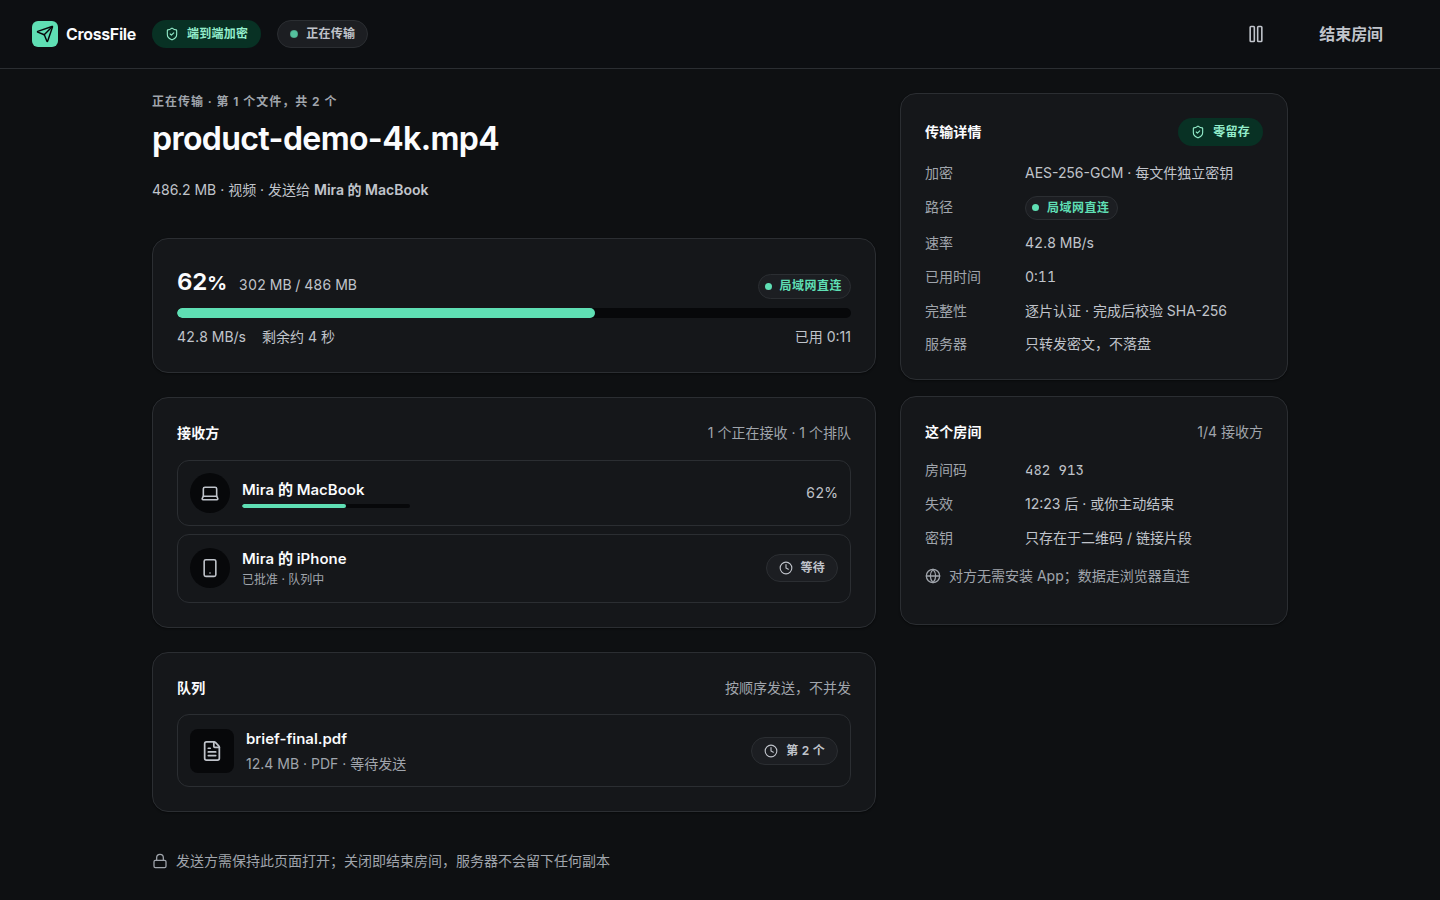 CrossFile
端到端加密
正在传输
结束房间
正在传输 · 第 1 个文件，共 2 个
product-demo-4k.mp4
486.2 MB · 视频 · 发送给 Mira 的 MacBook
62% 302 MB / 486 MB
局域网直连
42.8 MB/s 剩余约 4 秒
已用 0:11
接收方
1 个正在接收 · 1 个排队
Mira 的 MacBook
62%
Mira 的 iPhone
已批准 · 队列中
等待
队列
按顺序发送，不并发
brief-final.pdf
12.4 MB · PDF · 等待发送
第 2 个
发送方需保持此页面打开；关闭即结束房间，服务器不会留下任何副本
传输详情
零留存
加密 AES-256-GCM · 每文件独立密钥
路径 局域网直连
速率 42.8 MB/s
已用时间 0:11
完整性 逐片认证 · 完成后校验 SHA-256
服务器 只转发密文，不落盘
这个房间
1/4 接收方
房间码 482 913
失效 12:23 后 · 或你主动结束
密钥 只存在于二维码 / 链接片段
对方无需安装 App；数据走浏览器直连